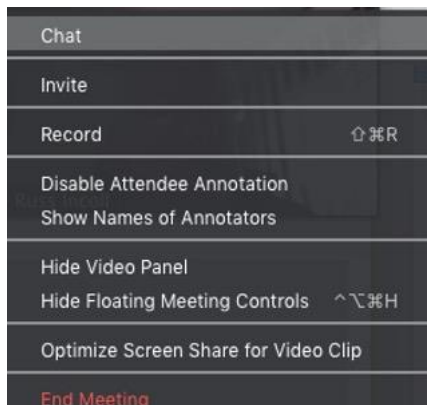 Chat
Invite
Record ⇧⌘R
Disable Attendee Annotation
Show Names of Annotators
Hide Video Panel
Hide Floating Meeting Controls ^⌥⌘H
Optimize Screen Share for Video Clip
End Meeting